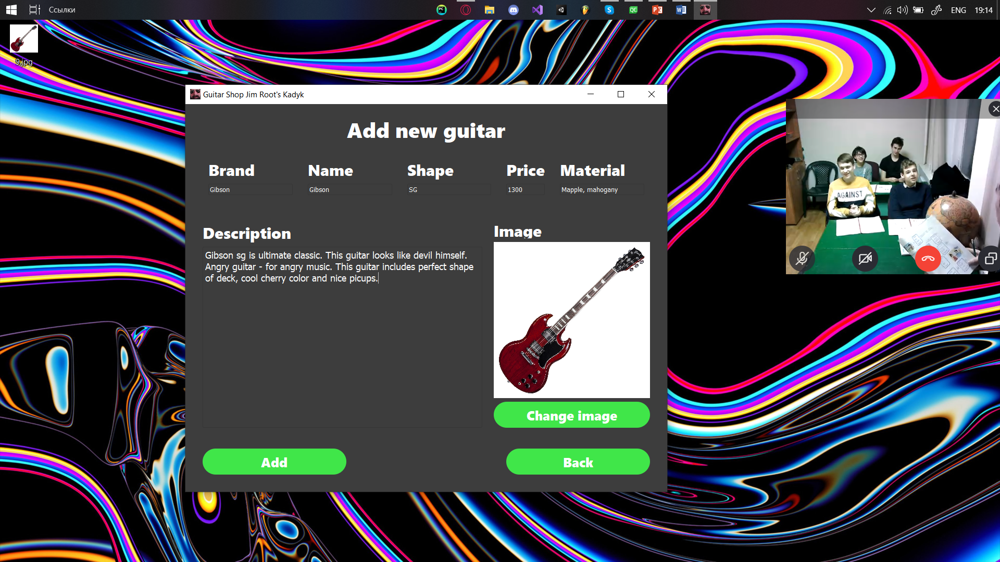 Ссылки
ENG
19:14
9.jpg
Guitar Shop Jim Root's Kadyk
Add new guitar
Brand
Name
Shape
Price
Material
Gibson
Gibson
SG
1300
Mapple, mahogany
Description
Image
Gibson sg is ultimate classic. This guitar looks like devil himself.
Angry guitar - for angry music. This guitar includes perfect shape
of deck, cool cherry color and nice picups.
Change image
Add
Back
AGAINST